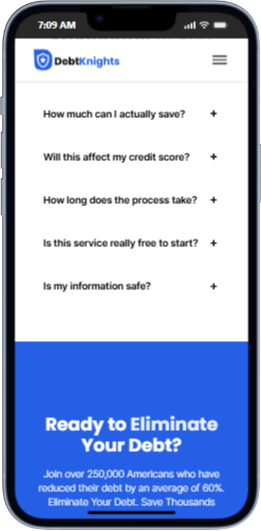 7:09 AM
DebtKnights
How much can I actually save? +
Will this affect my credit score? +
How long does the process take? +
Is this service really free to start? +
Is my information safe? +
Ready to Eliminate
Your Debt?
Join over 250,000 Americans who have
reduced their debt by an average of 60%.
Eliminate Your Debt. Save Thousands